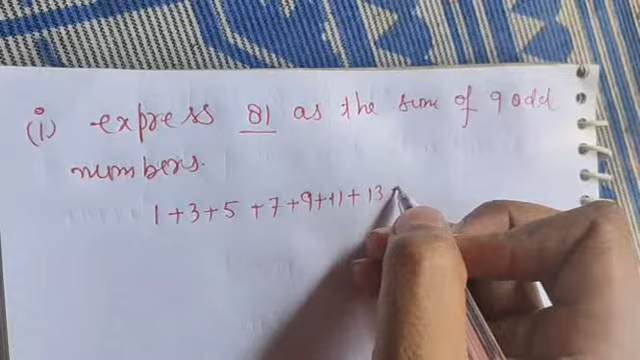 (i) express 81 as the sum of 9 odd
numbers.
1 + 3 + 5 + 7 + 9 + 11 + 13